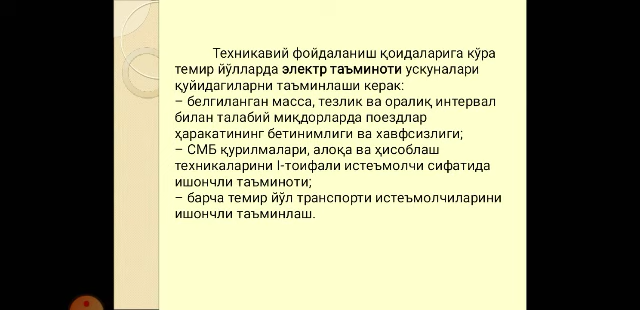 Техникавий фойдаланиш қоидаларига кўра
темир йўлларда электр таъминоти ускуналари
қуйидагиларни таъминлаши керак:
– белгиланган масса, тезлик ва оралиқ интервал
билан талабий миқдорларда поездлар
ҳаракатининг бетинимлиги ва хавфсизлиги;
– СМБ қурилмалари, алоқа ва ҳисоблаш
техникаларини I-тоифали истеъмолчи сифатида
ишончли таъминоти;
– барча темир йўл транспорти истеъмолчиларини
ишончли таъминлаш.